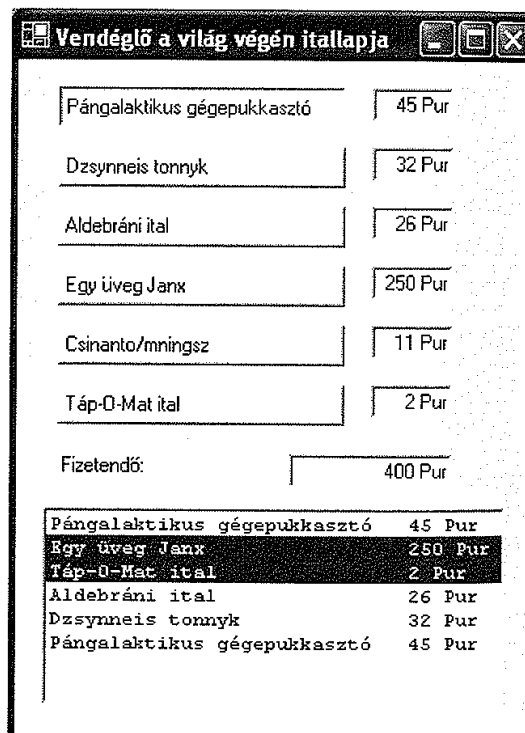 Vendéglő a világ végén itallapja
Pángalaktikus gégepukkasztó 45 Pur
Dzsynneis tonnyk 32 Pur
Aldebráni ital 26 Pur
Egy üveg Janx 250 Pur
Csinanto/mningsz 11 Pur
Táp-O-Mat ital 2 Pur
Fizetendő: 400 Pur
Pángalaktikus gégepukkasztó 45 Pur
Egy üveg Janx 250 Pur
Táp-O-Mat ital 2 Pur
Aldebráni ital 26 Pur
Dzsynneis tonnyk 32 Pur
Pángalaktikus gégepukkasztó 45 Pur